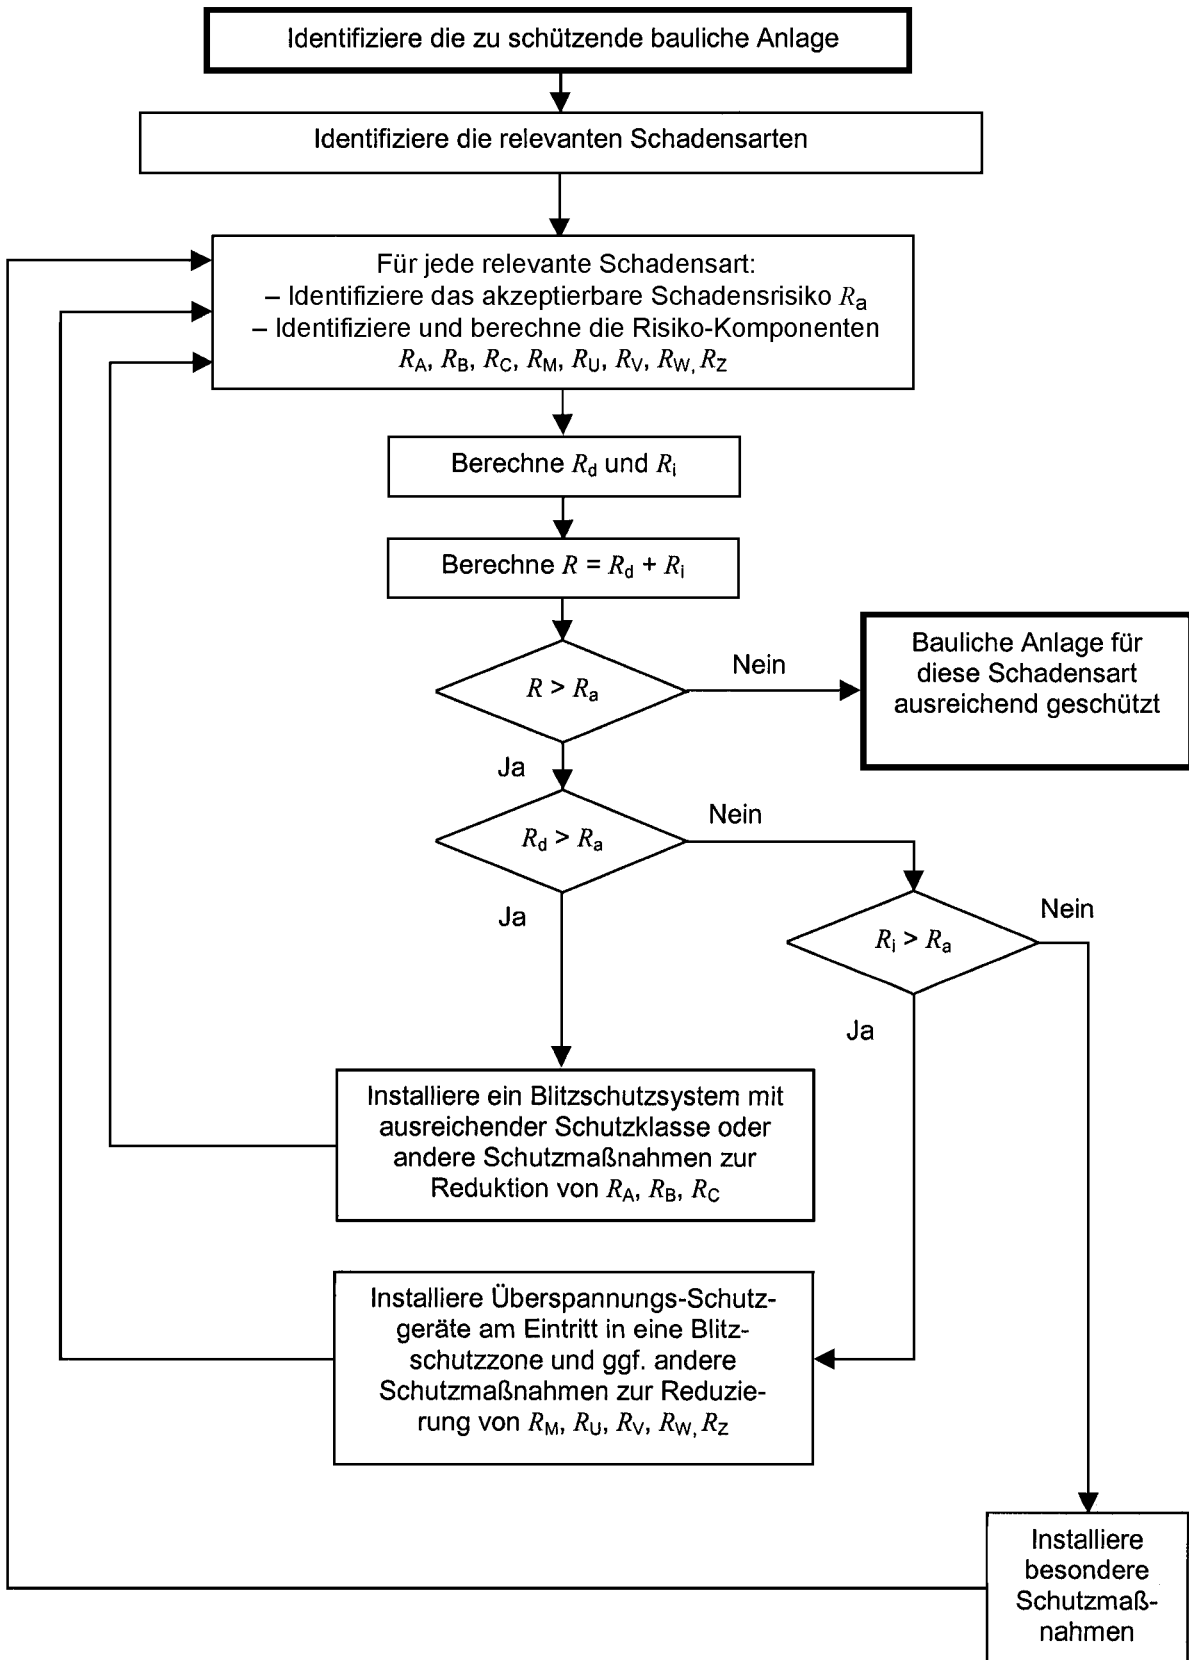 Identifiziere die zu schützende bauliche Anlage
Identifiziere die relevanten Schadensarten
Für jede relevante Schadensart:
– Identifiziere das akzeptierbare Schadensrisiko Ra
– Identifiziere und berechne die Risiko-Komponenten
RA, RB, RC, RM, RU, RV, RW, RZ
Berechne Rd und Ri
Berechne R = Rd + Ri
R > Ra
Nein
Bauliche Anlage für
diese Schadensart
ausreichend geschützt
Ja
Rd > Ra
Nein
Ja
Ri > Ra
Nein
Ja
Installiere ein Blitzschutzsystem mit
ausreichender Schutzklasse oder
andere Schutzmaßnahmen zur
Reduktion von RA, RB, RC
Installiere Überspannungs-Schutz-
geräte am Eintritt in eine Blitz-
schutzzone und ggf. andere
Schutzmaßnahmen zur Reduzie-
rung von RM, RU, RV, RW, RZ
Installiere
besondere
Schutzmaß-
nahmen